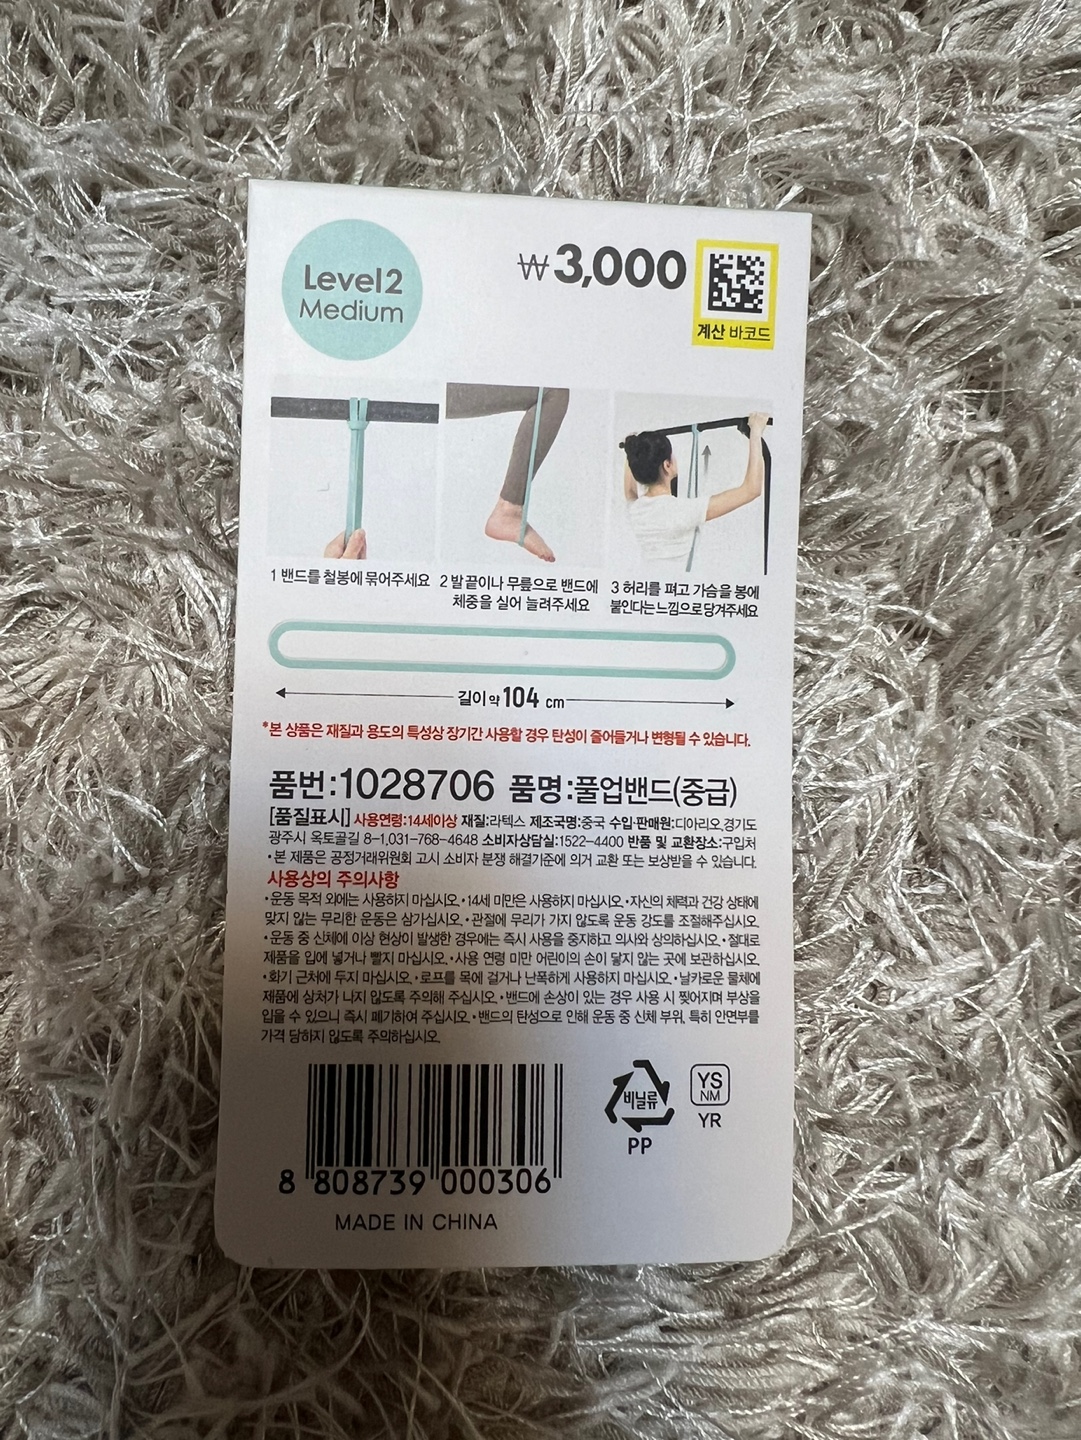 Level2
Medium
₩3,000
계산 바코드
1 밴드를 철봉에 묶어주세요
2 발 끝이나 무릎으로 밴드에
체중을 실어 늘려주세요
3 허리를 펴고 가슴을 봉에
붙인다는 느낌으로 당겨주세요
길이 약 104 cm
*본 상품은 재질과 용도의 특성상 장기간 사용할 경우 탄성이 줄어들거나 변형될 수 있습니다.
품번:1028706 품명:풀업밴드(중급)
[품질표시] 사용연령:14세이상 재질:라텍스 제조국명:중국 수입·판매원:디아리오,경기도
광주시 옥토골길 8-1,031-768-4648 소비자상담실:1522-4400 반품 및 교환장소:구입처
•본 제품은 공정거래위원회 고시 소비자 분쟁 해결기준에 의거 교환 또는 보상받을 수 있습니다.
사용상의 주의사항
•운동 목적 외에는 사용하지 마십시오.•14세 미만은 사용하지 마십시오.•자신의 체력과 건강 상태에
맞지 않는 무리한 운동은 삼가십시오.•관절에 무리가 가지 않도록 운동 강도를 조절해주십시오.
•운동 중 신체에 이상 현상이 발생한 경우에는 즉시 사용을 중지하고 의사와 상의하십시오.•절대로
제품을 입에 넣거나 빨지 마십시오.•사용 연령 미만 어린이의 손이 닿지 않는 곳에 보관하십시오.
•화기 근처에 두지 마십시오.•로프를 목에 걸거나 난폭하게 사용하지 마십시오.•날카로운 물체에
제품에 상처가 나지 않도록 주의해 주십시오.•밴드에 손상이 있는 경우 사용 시 찢어지며 부상을
입을 수 있으니 즉시 폐기하여 주십시오.•밴드의 탄성으로 인해 운동 중 신체 부위, 특히 안면부를
가격 당하지 않도록 주의하십시오.
비닐류
PP
YS
NM
YR
8 808739 000306
MADE IN CHINA